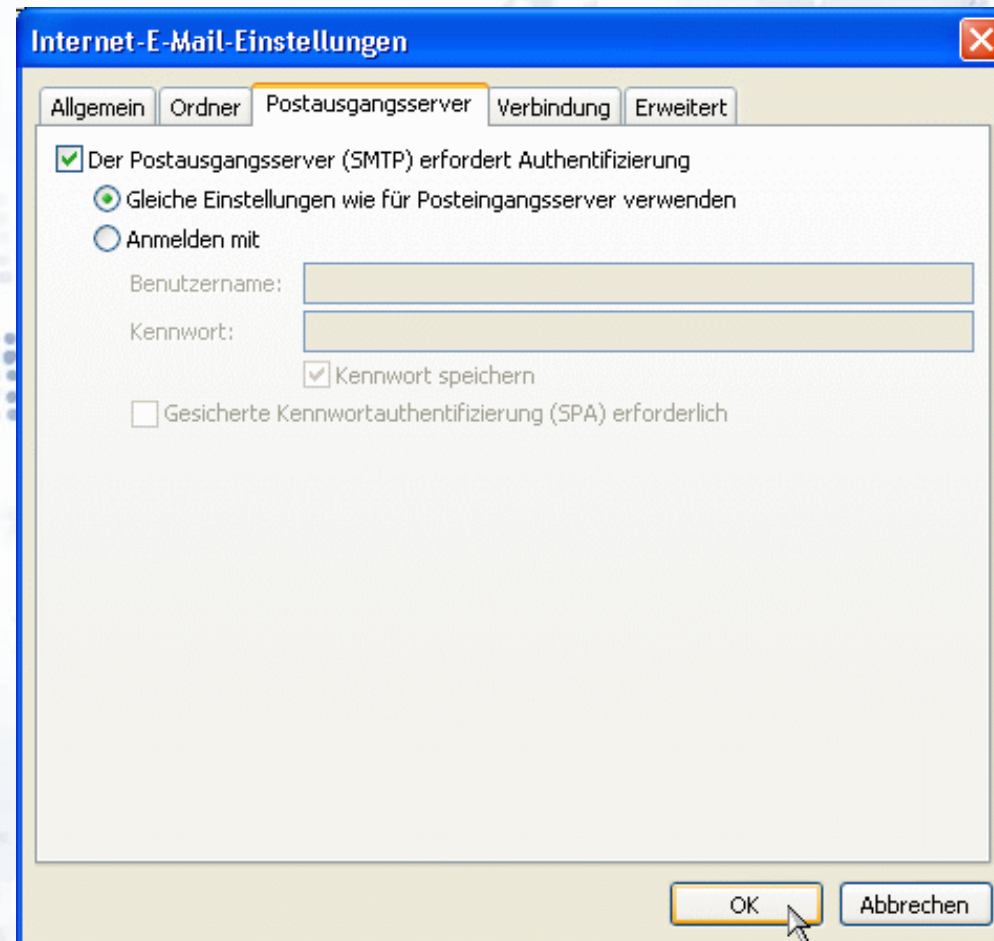 Internet-E-Mail-Einstellungen
Allgemein Ordner Postausgangsserver Verbindung Erweitert
Der Postausgangsserver (SMTP) erfordert Authentifizierung
Gleiche Einstellungen wie für Posteingangsserver verwenden
Anmelden mit
Benutzername:
Kennwort:
Kennwort speichern
Gesicherte Kennwortauthentifizierung (SPA) erforderlich
OK Abbrechen